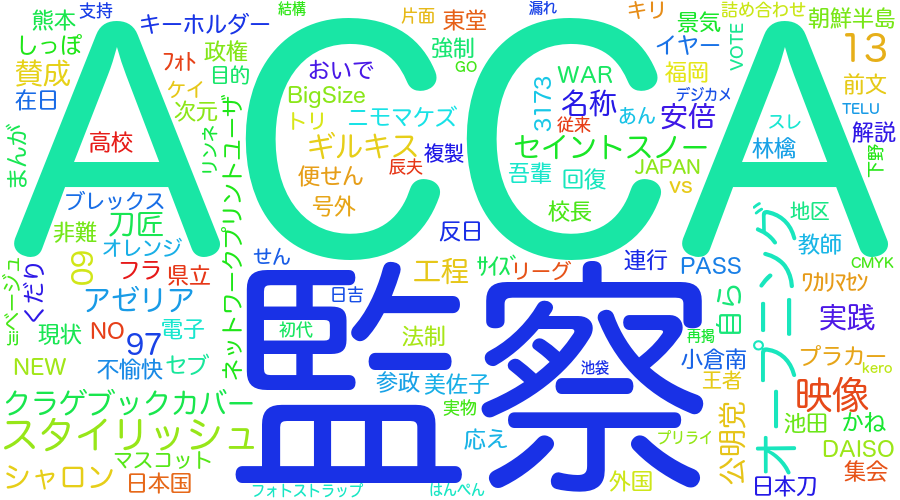 結構
支持
漏れ
熊本
キーホルダー
片面
東堂
キリ
景気
詰め合わせ
朝鮮半島
しっぽ
ﾌｫﾄ
政権
強制
イヤー
VOTE
13
賛成
目的
おいで
GO
WAR
福岡
前文
在日
ケイ
次元
BigSize
3173
名称
デジカメ
TELU
ACCA
トリ
ニモマケズ
あん
安倍
スレ
解説
まんが
高校
リンネ
ネットワークプリントユーザ
ギルキス
複製
従来
セイントスノー
林檎
下野
便せん
辰夫
吾輩
回復
JAPAN
vs
ブレックス
号外
校長
地区
非難
刀匠
反日
オレンジ
教師
せん
連行
PASS
CMYK
ページュ
くだり
09
フラ
県立
工程
ｻｲｽﾞ
リーグ
ﾜｶﾘﾏｾﾝ
アゼリア
日吉
監察
自ら
オープニング
実践
jij
現状
NO
97
電子
初代
法制
再掲
NEW
不愉快
セブ
参政
美佐子
池袋
小倉南
プラカー
kero
王者
クラゲブックカバー
実物
映像
スタイリッシュ
応え
プリライ
公明党
池田
かね
マスコット
DAISO
シャロン
日本国
フォトストラップ
はんぺん
外国
日本刀
集会